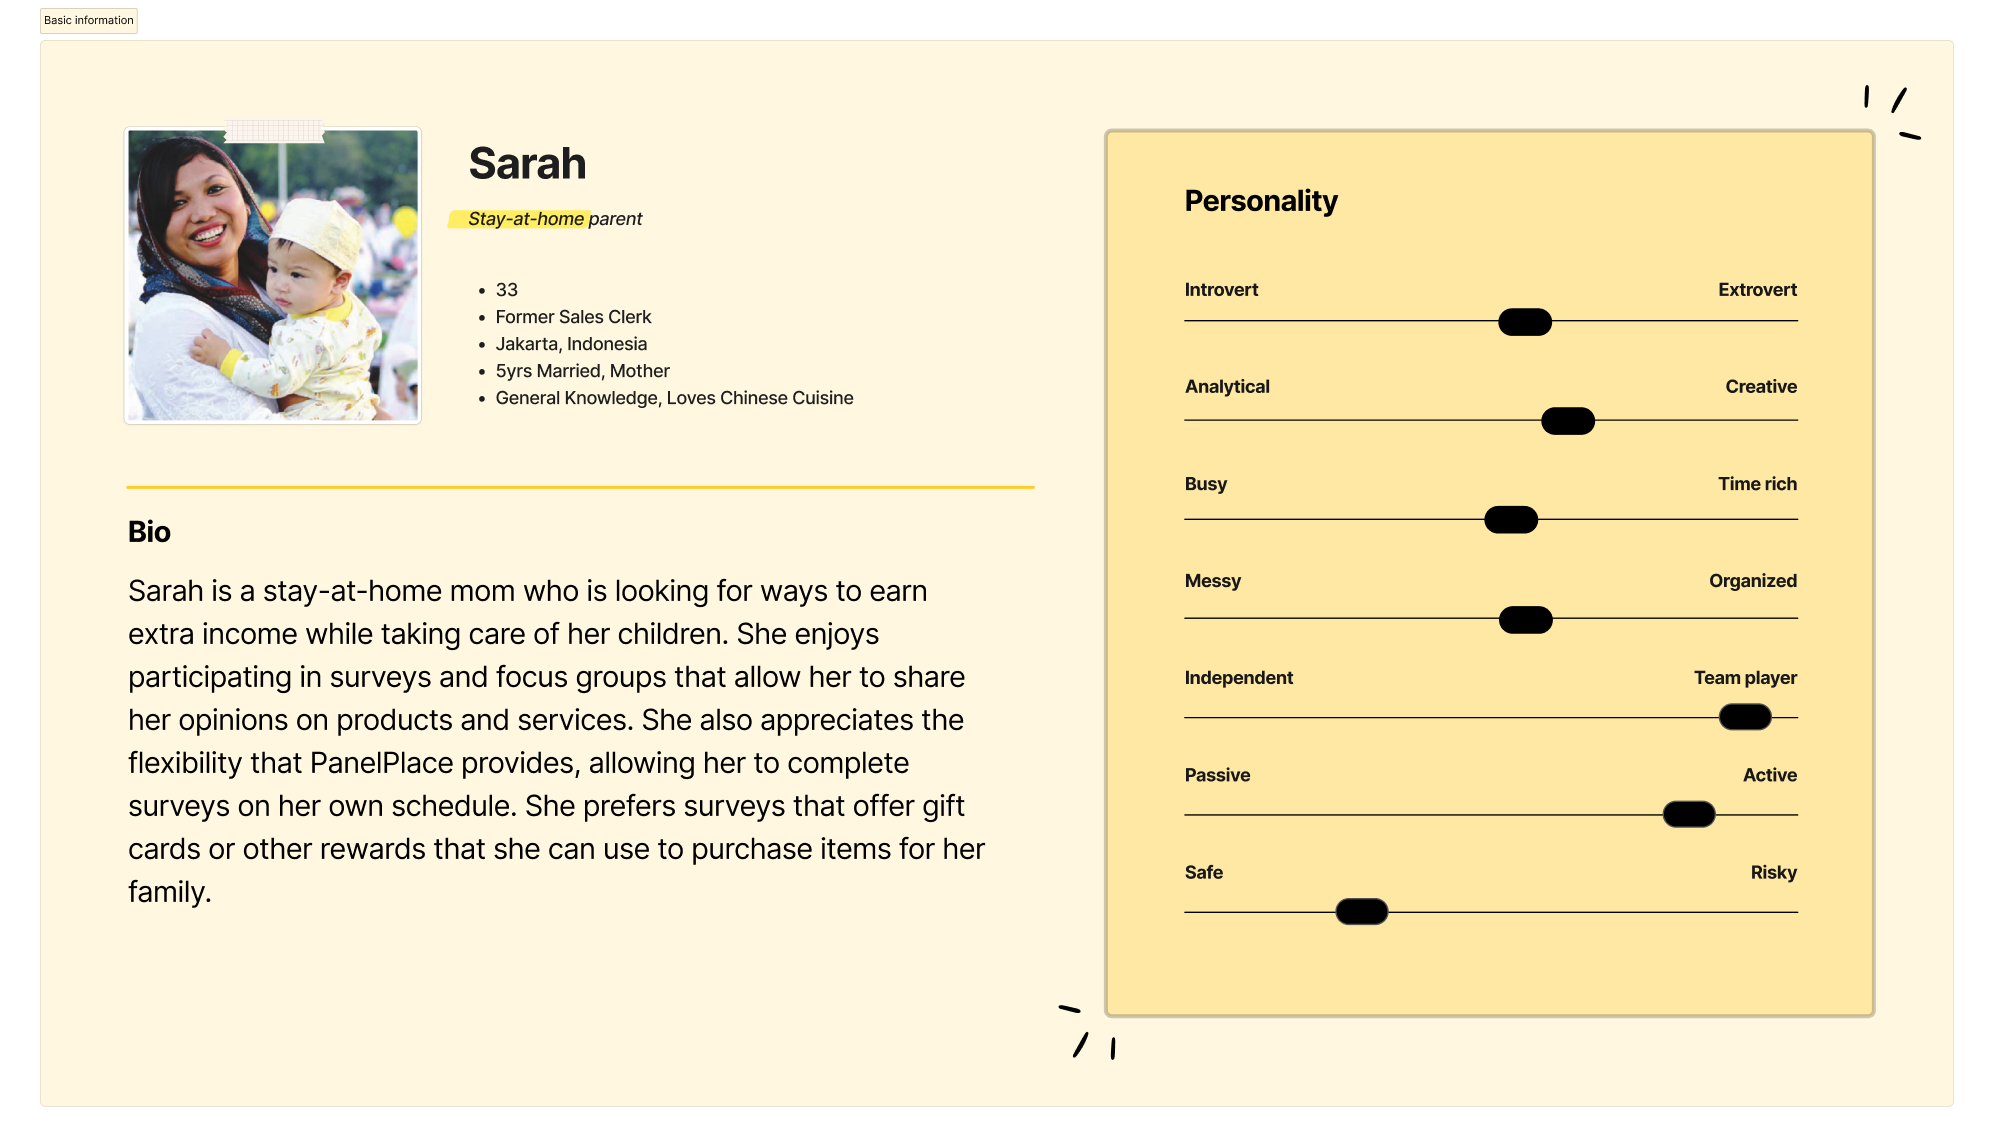 Basic information
Sarah
Stay-at-home parent
• 33
• Former Sales Clerk
• Jakarta, Indonesia
• 5yrs Married, Mother
• General Knowledge, Loves Chinese Cuisine
Bio
Sarah is a stay-at-home mom who is looking for ways to earn
extra income while taking care of her children. She enjoys
participating in surveys and focus groups that allow her to share
her opinions on products and services. She also appreciates the
flexibility that PanelPlace provides, allowing her to complete
surveys on her own schedule. She prefers surveys that offer gift
cards or other rewards that she can use to purchase items for her
family.
Personality
Introvert Extrovert
Analytical Creative
Busy Time rich
Messy Organized
Independent Team player
Passive Active
Safe Risky